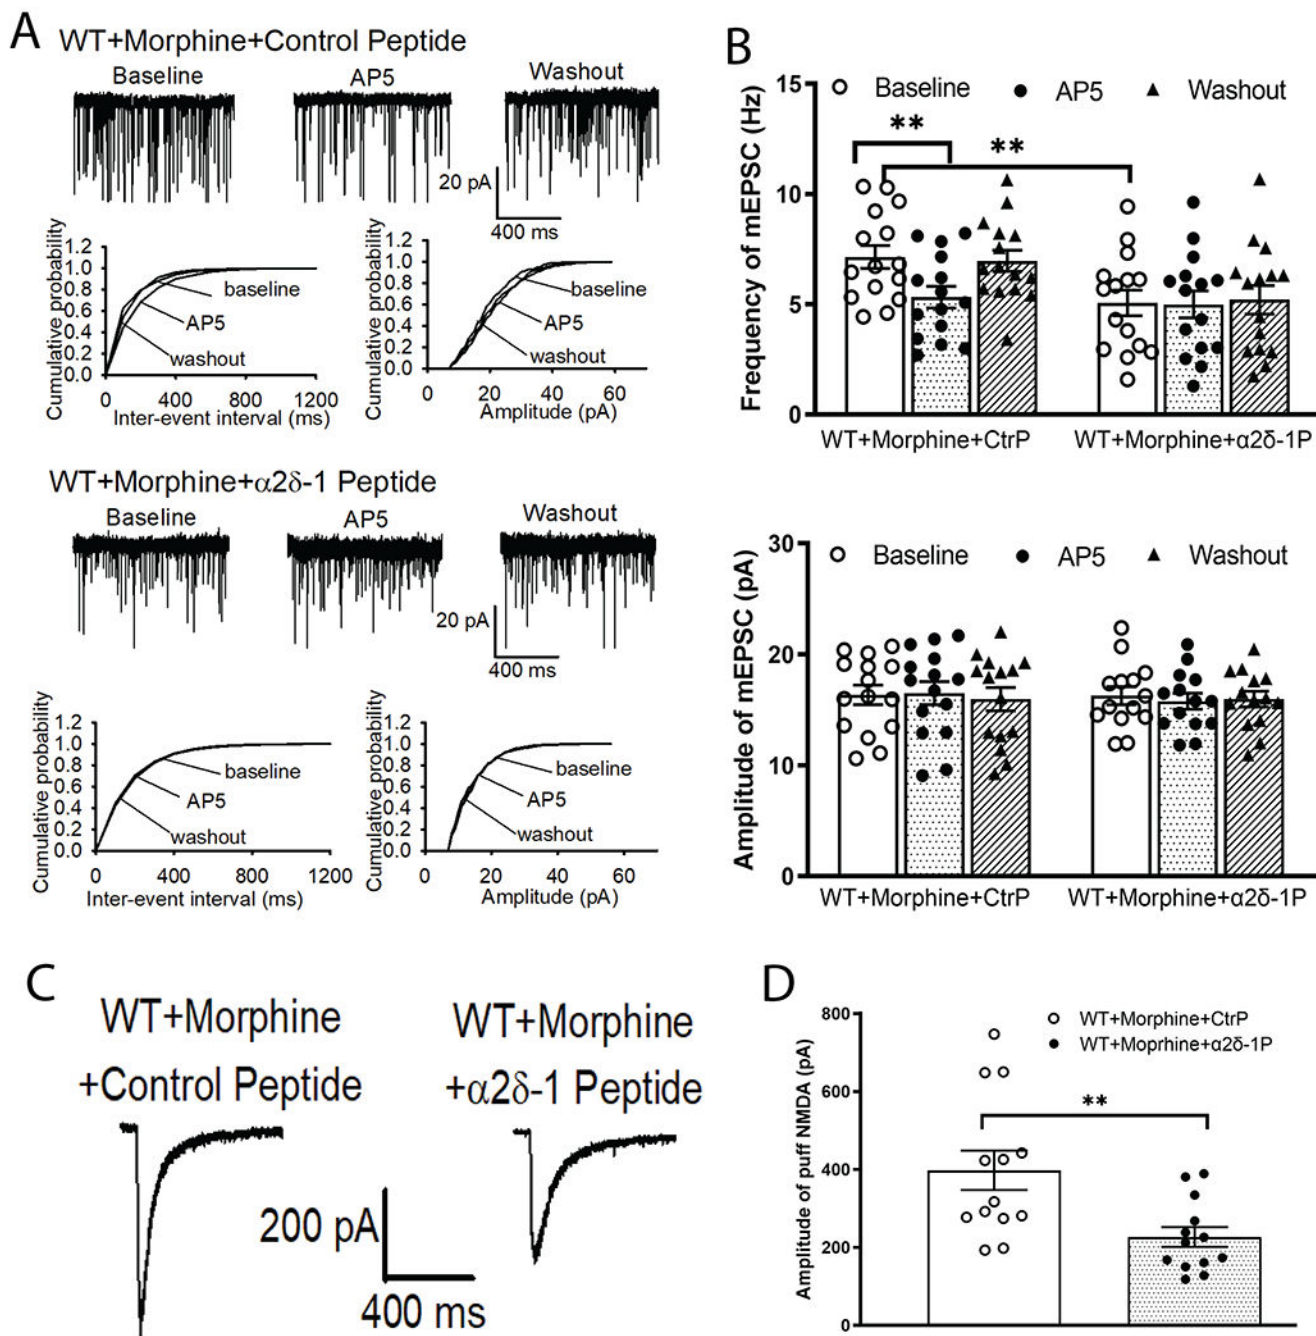 A
WT+Morphine+Control Peptide
Baseline
AP5
Washout
20 pA
400 ms
Cumulative probability
1.2
1.0
0.8
0.6
0.4
0.2
0.0
baseline
AP5
washout
0 400 800 1200
Inter-event interval (ms)
Cumulative probability
1.2
1.0
0.8
0.6
0.4
0.2
0.0
baseline
AP5
washout
0 20 40 60
Amplitude (pA)
WT+Morphine+α2δ-1 Peptide
Baseline
AP5
Washout
20 pA
400 ms
Cumulative probability
1.2
1.0
0.8
0.6
0.4
0.2
0.0
baseline
AP5
washout
0 400 800 1200
Inter-event interval (ms)
Cumulative probability
1.2
1.0
0.8
0.6
0.4
0.2
0.0
baseline
AP5
washout
0 20 40 60
Amplitude (pA)
B
Frequency of mEPSC (Hz)
15
10
5
0
Baseline AP5 Washout
**
**
WT+Morphine+CtrP WT+Morphine+α2δ-1P
Amplitude of mEPSC (pA)
30
20
10
0
Baseline AP5 Washout
WT+Morphine+CtrP WT+Morphine+α2δ-1P
C
WT+Morphine
+Control Peptide
WT+Morphine
+α2δ-1 Peptide
200 pA
400 ms
D
Amplitude of puff NMDA (pA)
800
600
400
200
0
WT+Morphine+CtrP
WT+Moprhine+α2δ-1P
**